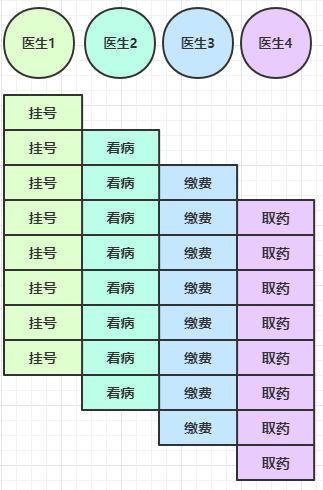 医生1 医生2 医生3 医生4
挂号
挂号 看病
挂号 看病 缴费
挂号 看病 缴费 取药
挂号 看病 缴费 取药
挂号 看病 缴费 取药
挂号 看病 缴费 取药
挂号 看病 缴费 取药
看病 缴费 取药
缴费 取药
取药